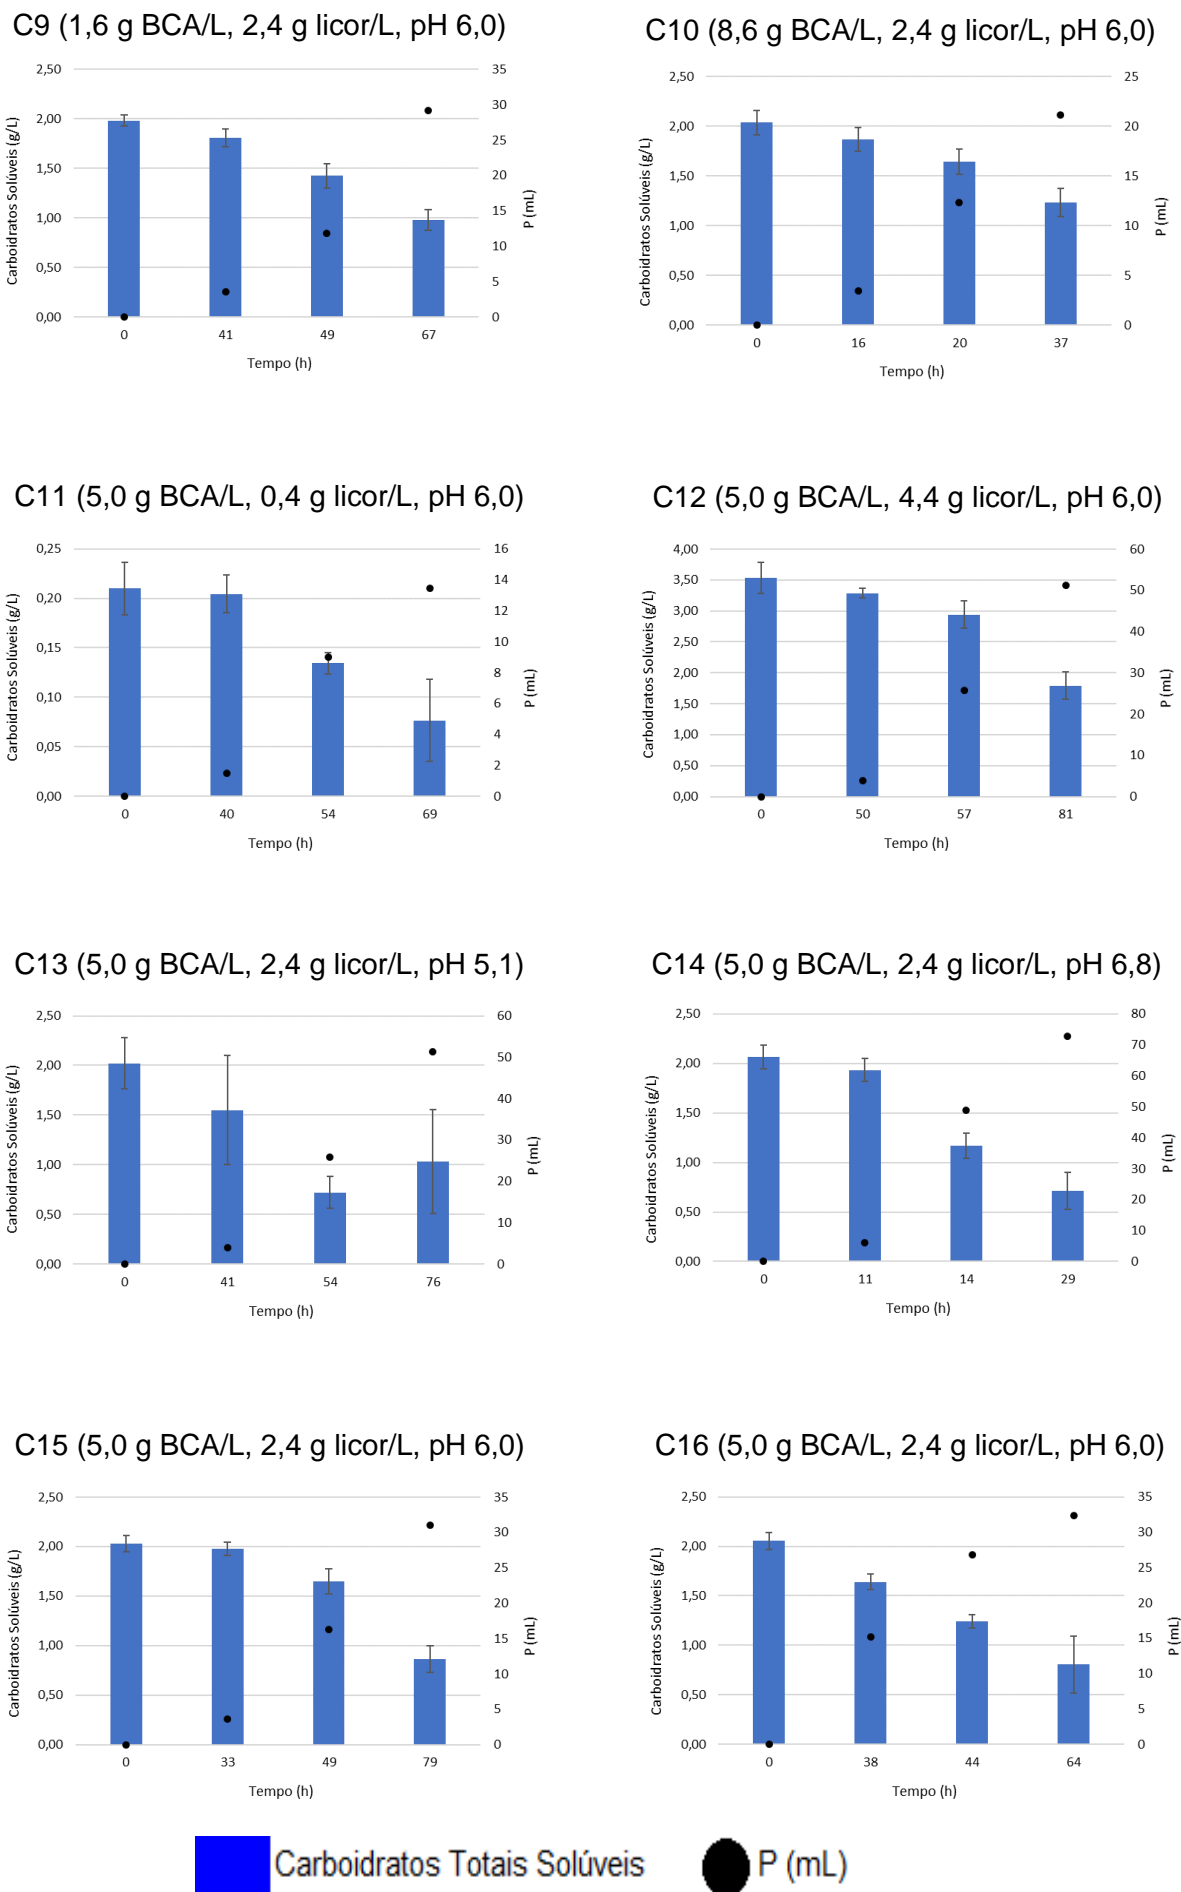 C9 (1,6 g BCA/L, 2,4 g licor/L, pH 6,0)
2,50
2,00
1,50
1,00
0,50
0,00
Carboidratos Solúveis (g/L)
35
30
25
20
15
10
5
0
P (mL)
0 41 49 67
Tempo (h)
C10 (8,6 g BCA/L, 2,4 g licor/L, pH 6,0)
2,50
2,00
1,50
1,00
0,50
0,00
Carboidratos Solúveis (g/L)
25
20
15
10
5
0
P (mL)
0 16 20 37
Tempo (h)
C11 (5,0 g BCA/L, 0,4 g licor/L, pH 6,0)
0,25
0,20
0,15
0,10
0,05
0,00
Carboidratos Solúveis (g/L)
16
14
12
10
8
6
4
2
0
P (mL)
0 40 54 69
Tempo (h)
C12 (5,0 g BCA/L, 4,4 g licor/L, pH 6,0)
4,00
3,50
3,00
2,50
2,00
1,50
1,00
0,50
0,00
Carboidratos Solúveis (g/L)
60
50
40
30
20
10
0
P (mL)
0 50 57 81
Tempo (h)
C13 (5,0 g BCA/L, 2,4 g licor/L, pH 5,1)
2,50
2,00
1,50
1,00
0,50
0,00
Carboidratos Solúveis (g/L)
60
50
40
30
20
10
0
P (mL)
0 41 54 76
Tempo (h)
C14 (5,0 g BCA/L, 2,4 g licor/L, pH 6,8)
2,50
2,00
1,50
1,00
0,50
0,00
Carboidratos Solúveis (g/L)
80
70
60
50
40
30
20
10
0
P (mL)
0 11 14 29
Tempo (h)
C15 (5,0 g BCA/L, 2,4 g licor/L, pH 6,0)
2,50
2,00
1,50
1,00
0,50
0,00
Carboidratos Solúveis (g/L)
35
30
25
20
15
10
5
0
P (mL)
0 33 49 79
Tempo (h)
C16 (5,0 g BCA/L, 2,4 g licor/L, pH 6,0)
2,50
2,00
1,50
1,00
0,50
0,00
Carboidratos Solúveis (g/L)
35
30
25
20
15
10
5
0
P (mL)
0 38 44 64
Tempo (h)
Carboidratos Totais Solúveis P (mL)